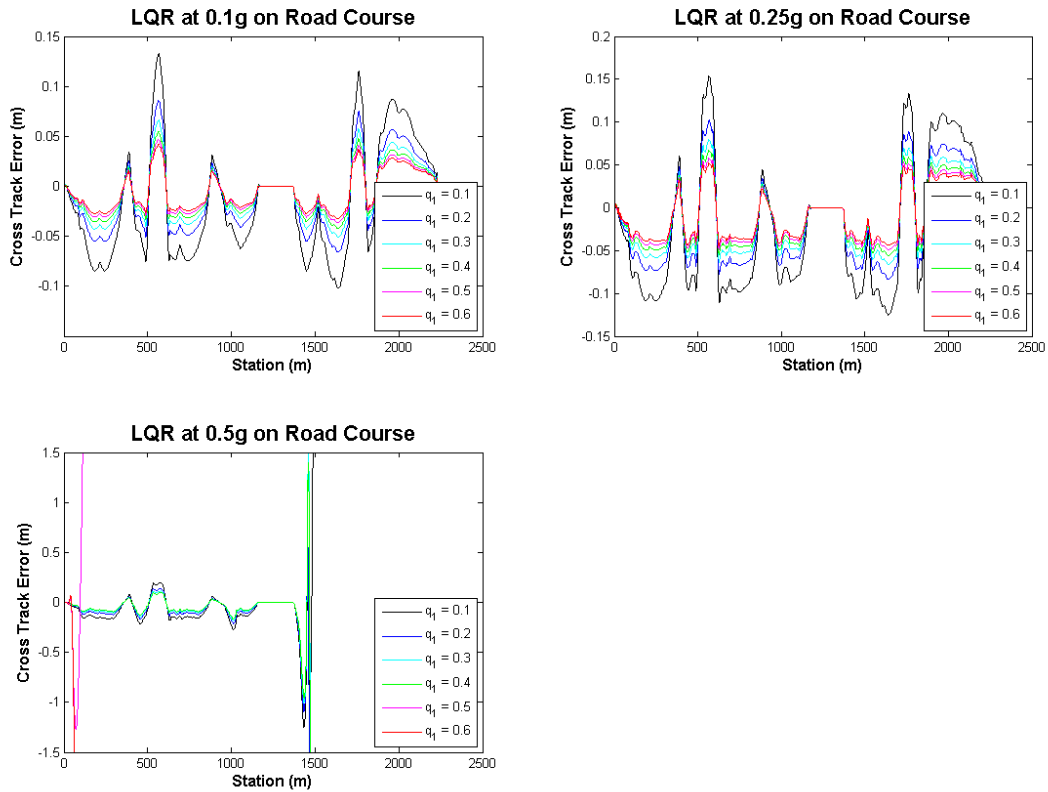 LQR at 0.1g on Road Course
0.15
0.1
0.05
0
-0.05
-0.1
Cross Track Error (m)
0
500
1000
1500
2000
2500
Station (m)
q1 = 0.1
q1 = 0.2
q1 = 0.3
q1 = 0.4
q1 = 0.5
q1 = 0.6
LQR at 0.25g on Road Course
0.2
0.15
0.1
0.05
0
-0.05
-0.1
-0.15
Cross Track Error (m)
0
500
1000
1500
2000
2500
Station (m)
q1 = 0.1
q1 = 0.2
q1 = 0.3
q1 = 0.4
q1 = 0.5
q1 = 0.6
LQR at 0.5g on Road Course
1.5
1
0.5
0
-0.5
-1
-1.5
Cross Track Error (m)
0
500
1000
1500
2000
2500
Station (m)
q1 = 0.1
q1 = 0.2
q1 = 0.3
q1 = 0.4
q1 = 0.5
q1 = 0.6